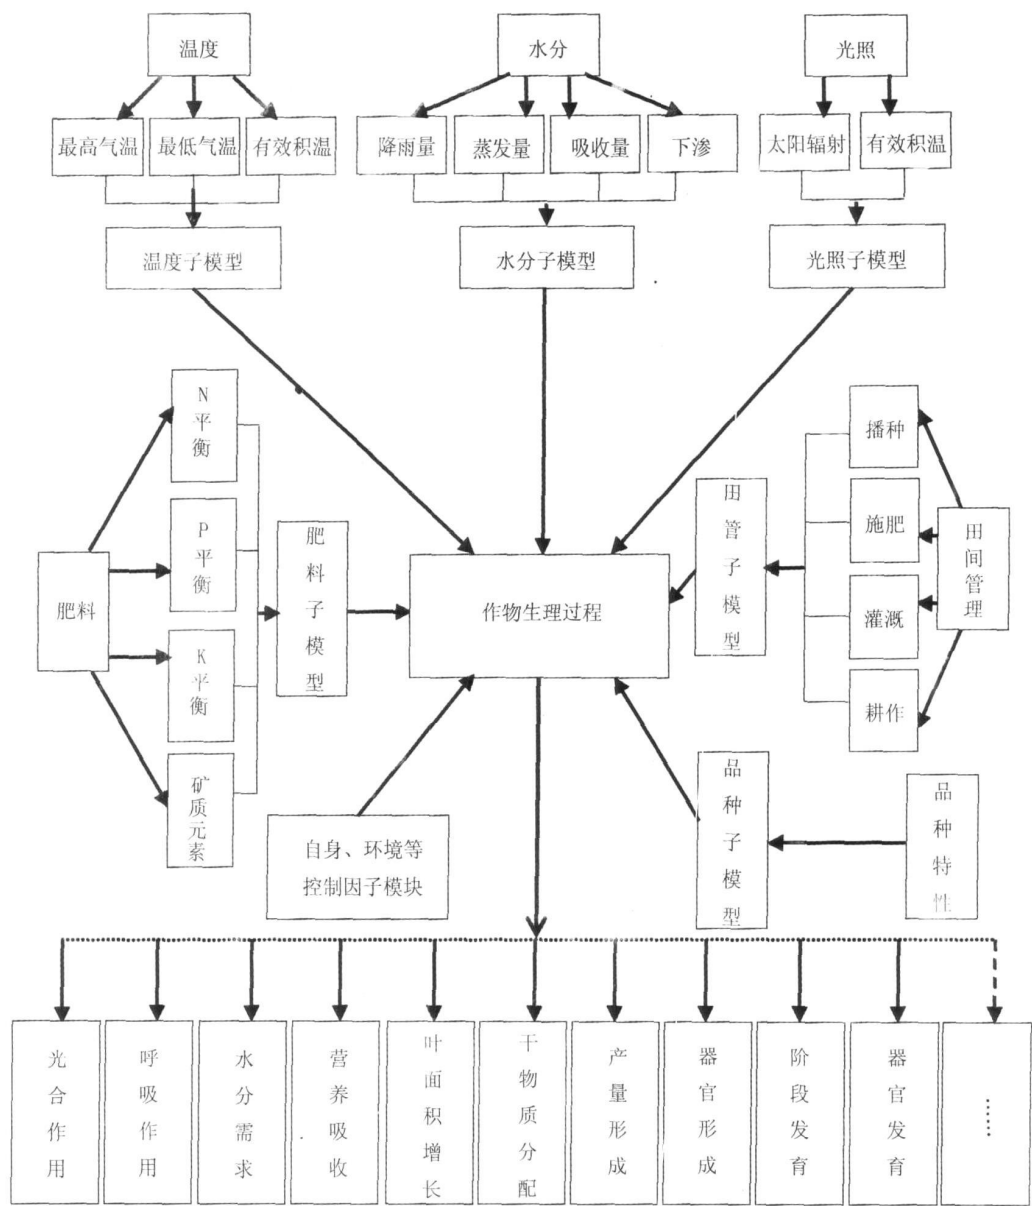 温度
水分
光照
最高气温
最低气温
有效积温
降雨量
蒸发量
吸收量
下渗
太阳辐射
有效积温
温度子模型
水分子模型
光照子模型
N平衡
P平衡
K平衡
矿质元素
肥料
肥料子模型
作物生理过程
田管子模型
播种
施肥
灌溉
耕作
田间管理
自身、环境等
控制因子模块
品种子模型
品种特性
光合作用
呼吸作用
水分需求
营养吸收
叶面积增长
干物质分配
产量形成
器官形成
阶段发育
器官发育
……